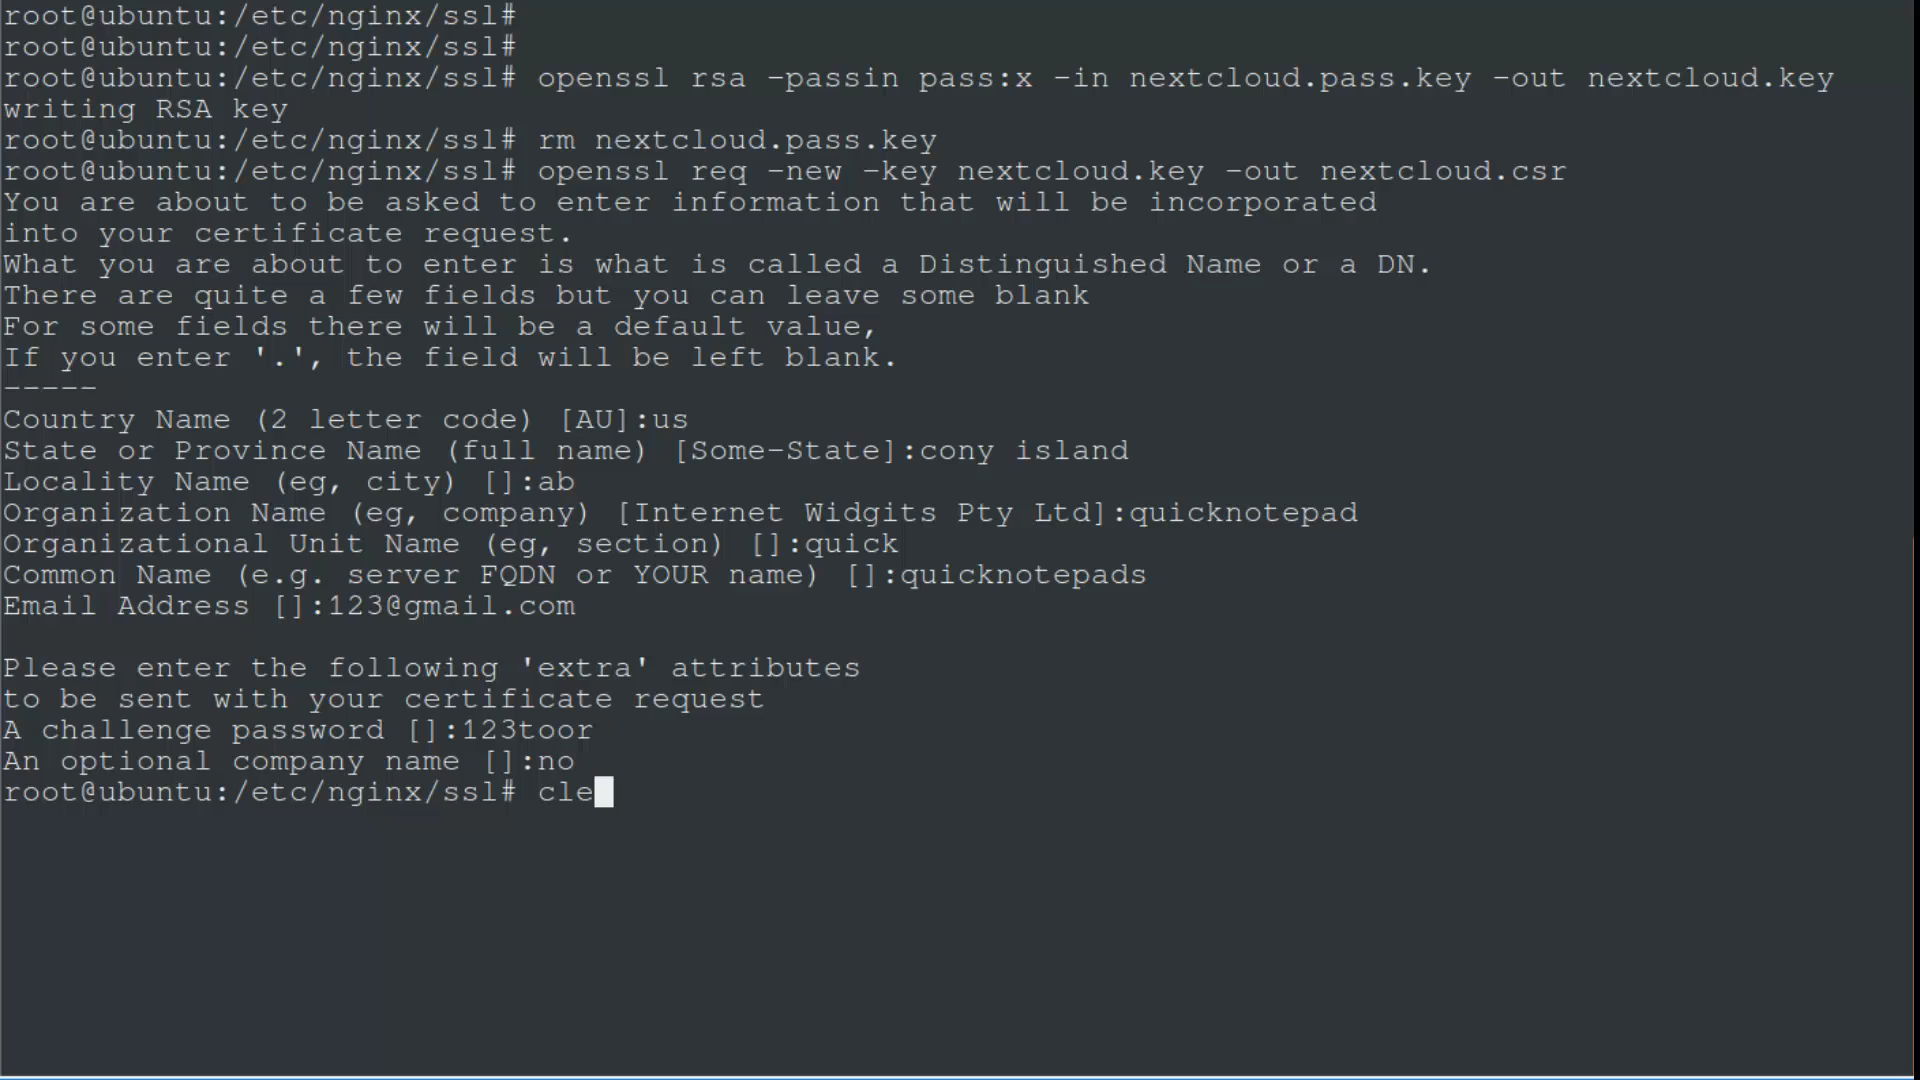 root@ubuntu:/etc/nginx/ssl#
root@ubuntu:/etc/nginx/ssl#
root@ubuntu:/etc/nginx/ssl# openssl rsa -passin pass:x -in nextcloud.pass.key -out nextcloud.key
writing RSA key
root@ubuntu:/etc/nginx/ssl# rm nextcloud.pass.key
root@ubuntu:/etc/nginx/ssl# openssl req -new -key nextcloud.key -out nextcloud.csr
You are about to be asked to enter information that will be incorporated
into your certificate request.
What you are about to enter is what is called a Distinguished Name or a DN.
There are quite a few fields but you can leave some blank
For some fields there will be a default value,
If you enter '.', the field will be left blank.
-----
Country Name (2 letter code) [AU]:us
State or Province Name (full name) [Some-State]:cony island
Locality Name (eg, city) []:ab
Organization Name (eg, company) [Internet Widgits Pty Ltd]:quicknotepad
Organizational Unit Name (eg, section) []:quick
Common Name (e.g. server FQDN or YOUR name) []:quicknotepads
Email Address []:123@gmail.com

Please enter the following 'extra' attributes
to be sent with your certificate request
A challenge password []:123toor
An optional company name []:no
root@ubuntu:/etc/nginx/ssl# cle